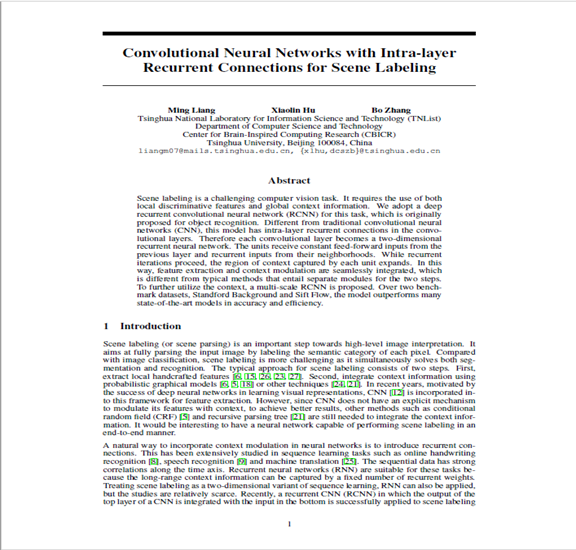 Convolutional Neural Networks with Intra-layer
Recurrent Connections for Scene Labeling
Ming Liang Xiaolin Hu Bo Zhang
Tsinghua National Laboratory for Information Science and Technology (TNList)
Department of Computer Science and Technology
Center for Brain-Inspired Computing Research (CBICR)
Tsinghua University, Beijing 100084, China
liangm07@mails.tsinghua.edu.cn, {xlhu,dcszb}@tsinghua.edu.cn
Abstract
Scene labeling is a challenging computer vision task. It requires the use of both
local discriminative features and global context information. We adopt a deep
recurrent convolutional neural network (RCNN) for this task, which is originally
proposed for object recognition. Different from traditional convolutional neural
networks (CNN), this model has intra-layer recurrent connections in the convo-
lutional layers. Therefore each convolutional layer becomes a two-dimensional
recurrent neural network. The units receive constant feed-forward inputs from the
previous layer and recurrent inputs from their neighborhoods. While recurrent
iterations proceed, the region of context captured by each unit expands. In this
way, feature extraction and context modulation are seamlessly integrated, which
is different from typical methods that entail separate modules for the two steps.
To further utilize the context, a multi-scale RCNN is proposed. Over two bench-
mark datasets, Standford Background and Sift Flow, the model outperforms many
state-of-the-art models in accuracy and efficiency.
1 Introduction
Scene labeling (or scene parsing) is an important step towards high-level image interpretation. It
aims at fully parsing the input image by labeling the semantic category of each pixel. Compared
with image classification, scene labeling is more challenging as it simultaneously solves both seg-
mentation and recognition. The typical approach for scene labeling consists of two steps. First,
extract local handcrafted features [6, 15, 26, 23, 27]. Second, integrate context information using
probabilistic graphical models [6, 5, 18] or other techniques [24, 21]. In recent years, motivated by
the success of deep neural networks in learning visual representations, CNN [12] is incorporated in-
to this framework for feature extraction. However, since CNN does not have an explicit mechanism
to modulate its features with context, to achieve better results, other methods such as conditional
random field (CRF) [5] and recursive parsing tree [21] are still needed to integrate the context infor-
mation. It would be interesting to have a neural network capable of performing scene labeling in an
end-to-end manner.
A natural way to incorporate context modulation in neural networks is to introduce recurrent con-
nections. This has been extensively studied in sequence learning tasks such as online handwriting
recognition [8], speech recognition [9] and machine translation [25]. The sequential data has strong
correlations along the time axis. Recurrent neural networks (RNN) are suitable for these tasks be-
cause the long-range context information can be captured by a fixed number of recurrent weights.
Treating scene labeling as a two-dimensional variant of sequence learning, RNN can also be applied,
but the studies are relatively scarce. Recently, a recurrent CNN (RCNN) in which the output of the
top layer of a CNN is integrated with the input in the bottom is successfully applied to scene labeling
1